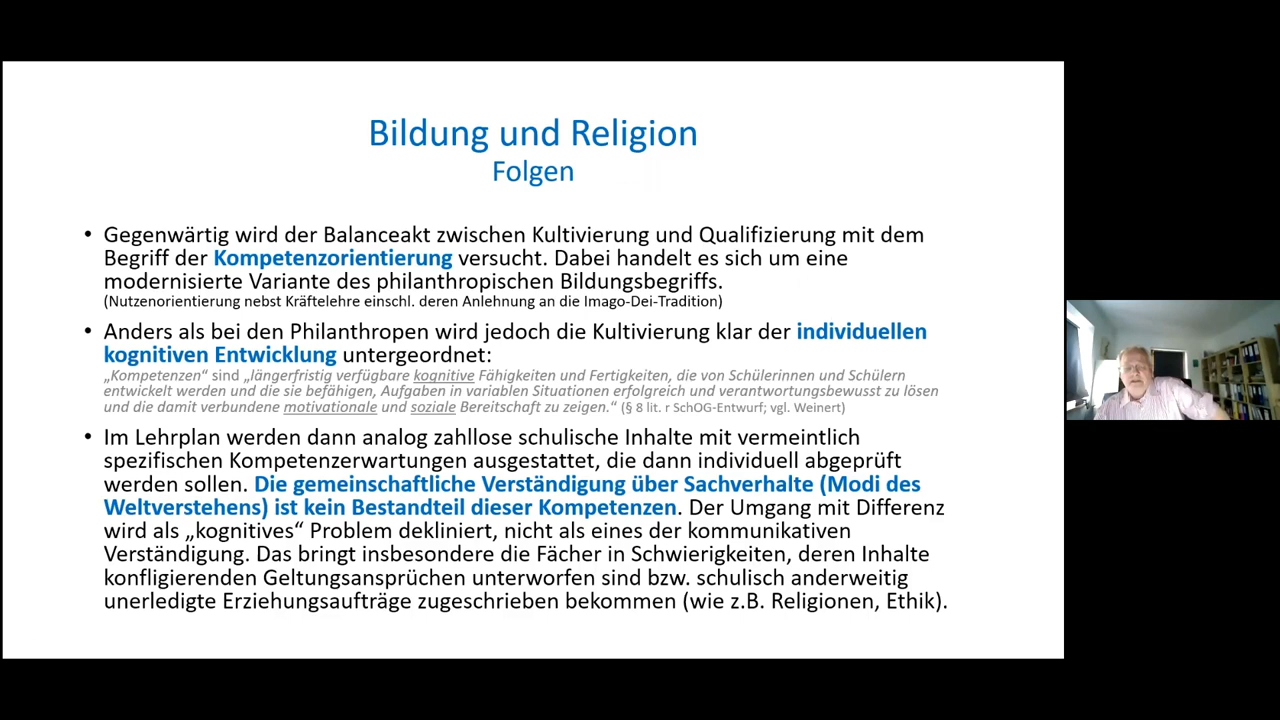 Bildung und Religion
Folgen
• Gegenwärtig wird der Balanceakt zwischen Kultivierung und Qualifizierung mit dem
Begriff der Kompetenzorientierung versucht. Dabei handelt es sich um eine
modernisierte Variante des philanthropischen Bildungsbegriffs.
(Nutzenorientierung nebst Kräftelehre einschl. deren Anlehnung an die Imago-Dei-Tradition)
• Anders als bei den Philanthropen wird jedoch die Kultivierung klar der individuellen
kognitiven Entwicklung untergeordnet:
„Kompetenzen“ sind „längerfristig verfügbare kognitive Fähigkeiten und Fertigkeiten, die von Schülerinnen und Schülern
entwickelt werden und die sie befähigen, Aufgaben in variablen Situationen erfolgreich und verantwortungsbewusst zu lösen
und die damit verbundene motivationale und soziale Bereitschaft zu zeigen.“ (§ 8 lit. r SchOG-Entwurf; vgl. Weinert)
• Im Lehrplan werden dann analog zahllose schulische Inhalte mit vermeintlich
spezifischen Kompetenzerwartungen ausgestattet, die dann individuell abgeprüft
werden sollen. Die gemeinschaftliche Verständigung über Sachverhalte (Modi des
Weltverstehens) ist kein Bestandteil dieser Kompetenzen. Der Umgang mit Differenz
wird als „kognitives“ Problem dekliniert, nicht als eines der kommunikativen
Verständigung. Das bringt insbesondere die Fächer in Schwierigkeiten, deren Inhalte
konfligierenden Geltungsansprüchen unterworfen sind bzw. schulisch anderweitig
unerledigte Erziehungsaufträge zugeschrieben bekommen (wie z.B. Religionen, Ethik).